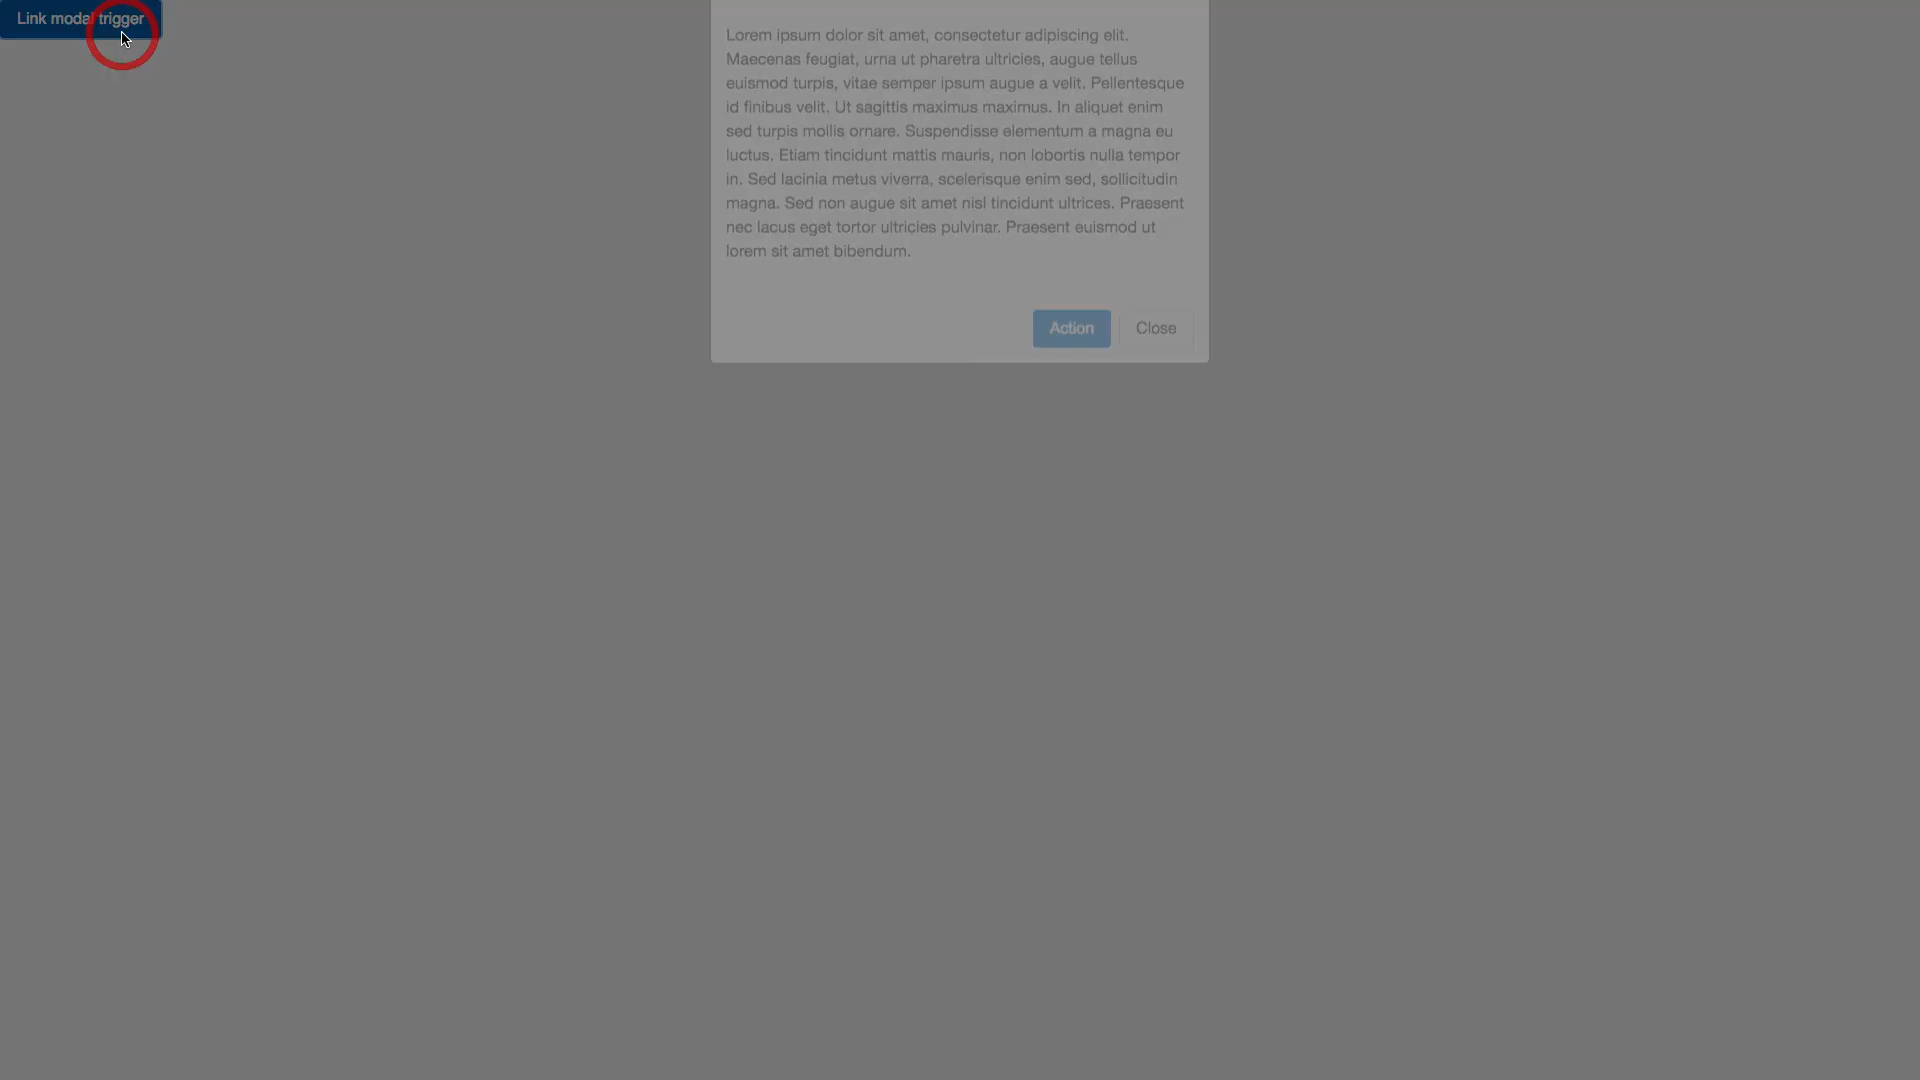 Link modal trigger
Lorem ipsum dolor sit amet, consectetur adipiscing elit.
Maecenas feugiat, urna ut pharetra ultricies, augue tellus
euismod turpis, vitae semper ipsum augue a velit. Pellentesque
id finibus velit. Ut sagittis maximus maximus. In aliquet enim
sed turpis mollis ornare. Suspendisse elementum a magna eu
luctus. Etiam tincidunt mattis mauris, non lobortis nulla tempor
in. Sed lacinia metus viverra, scelerisque enim sed, sollicitudin
magna. Sed non augue sit amet nisl tincidunt ultrices. Praesent
nec lacus eget tortor ultricies pulvinar. Praesent euismod ut
lorem sit amet bibendum.
Action Close